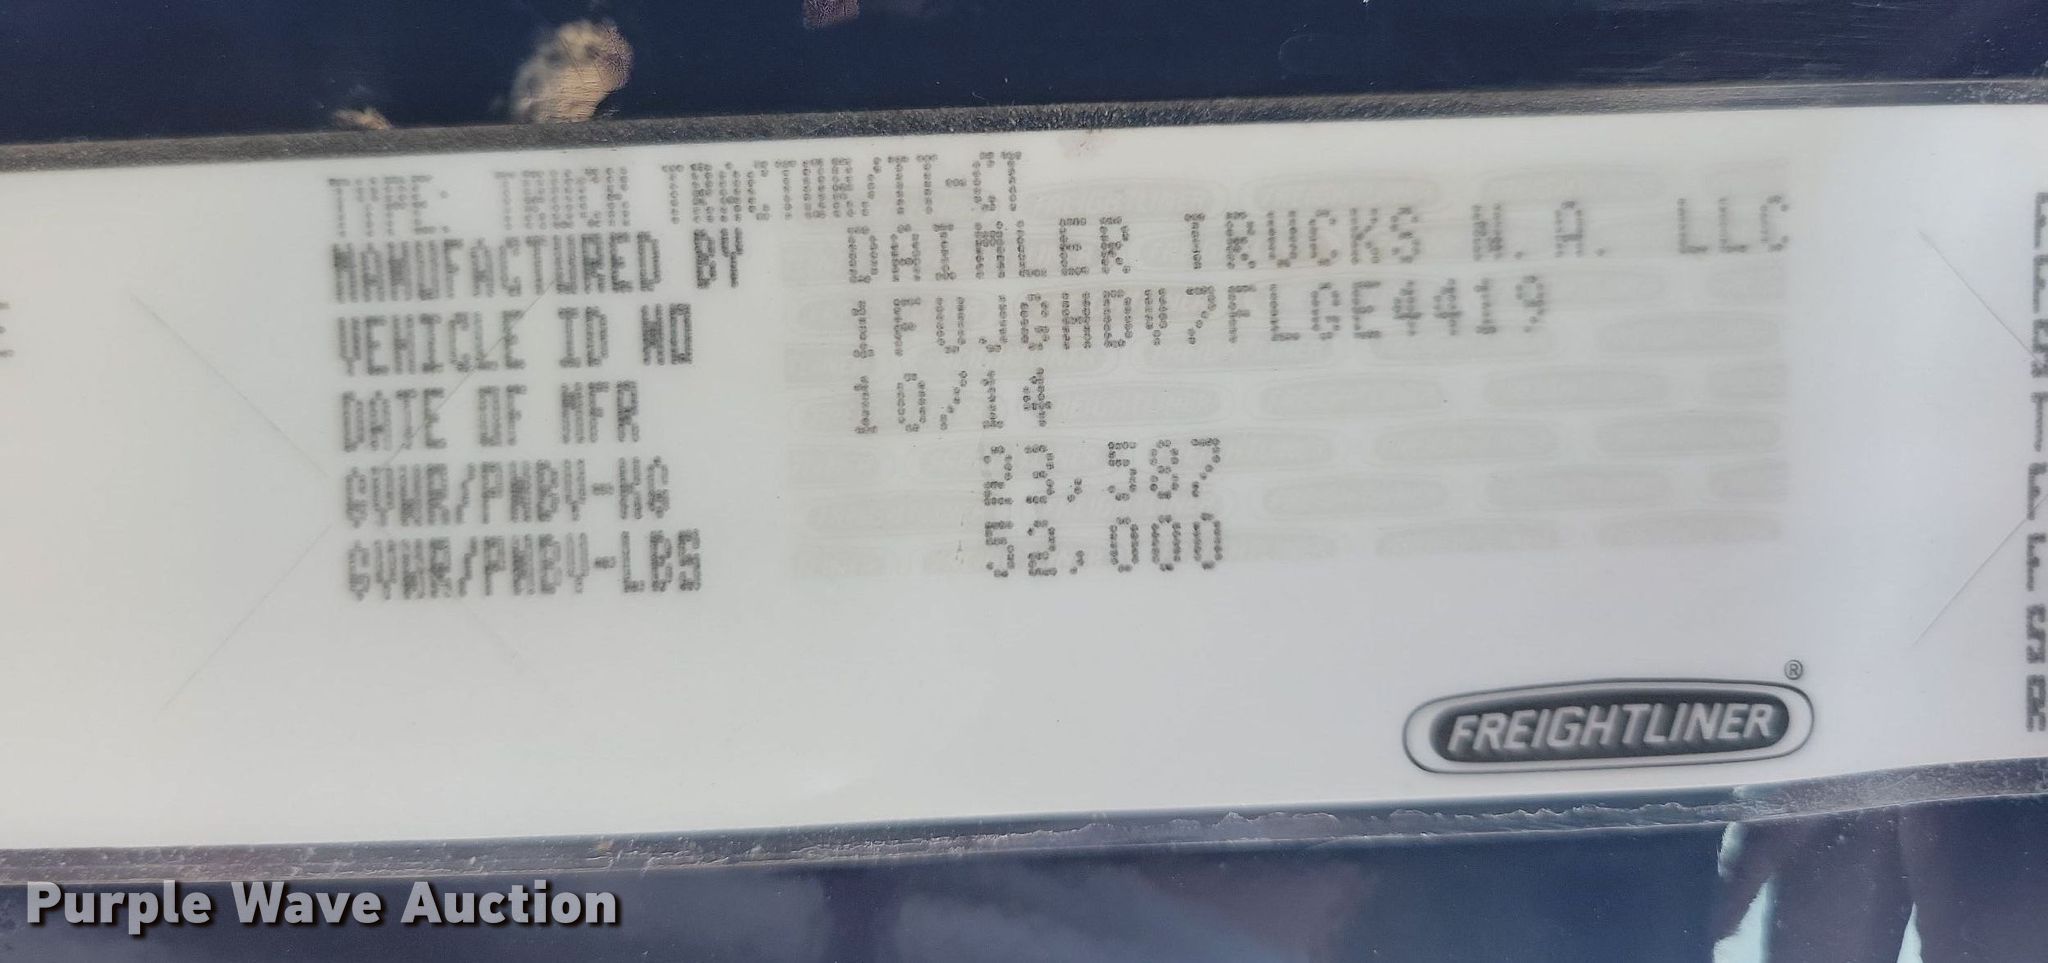 TYPE: TRUCK TRACTOR/TT-CT
MANUFACTURED BY DAIMLER TRUCKS N.A. LLC
VEHICLE ID NO 1FUJGHDV7FLGE4419
DATE OF MFR 10/14
GVWR/PNBV-KG 23,587
GVWR/PNBV-LBS 52,000
FREIGHTLINER®
Purple Wave Auction